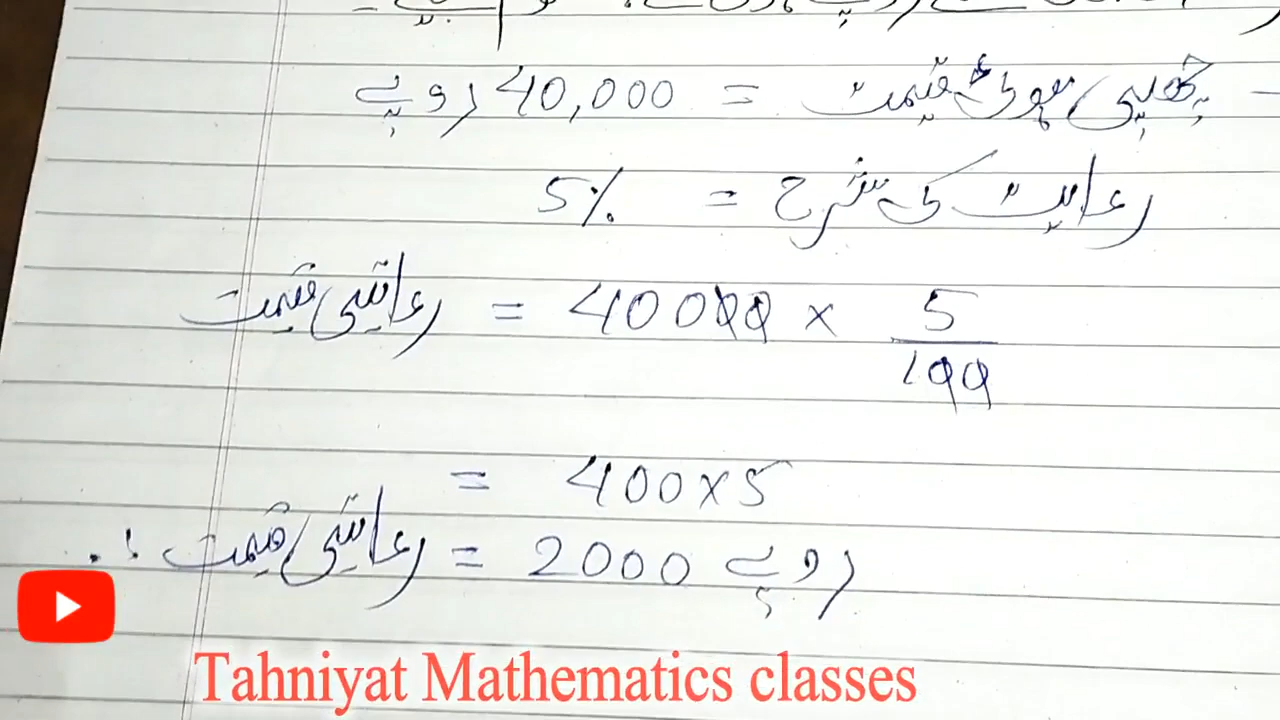 چھپی ہوئی قیمت = 40,000 روپے
رعایت کی شرح = 5%
رعایتی قیمت = 40000 × 5/100
= 400×5
∴ رعایتی قیمت = 2000 روپے
Tahniyat Mathematics classes